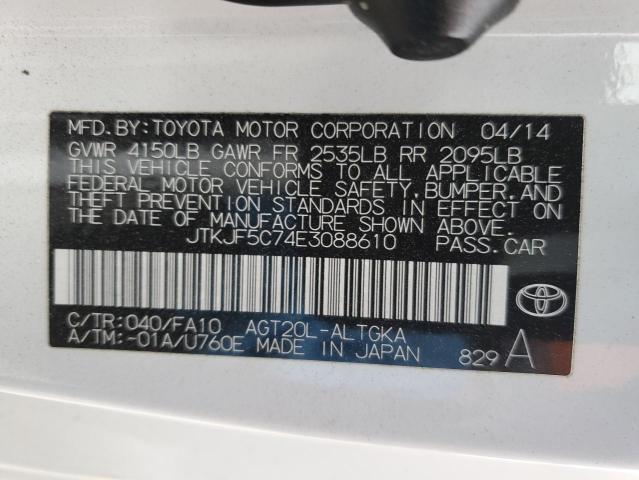 MFD.BY:TOYOTA MOTOR CORPORATION 04/14
GVWR 4150LB GAWR FR 2535LB RR 2095LB
THIS VEHICLE CONFORMS TO ALL APPLICABLE
FEDERAL MOTOR VEHICLE SAFETY, BUMPER, AND
THEFT PREVENTION STANDARDS IN EFFECT ON
THE DATE OF MANUFACTURE SHOWN ABOVE.
JTKJF5C74E3088610 PASS.CAR
C/TR:040/FA10 AGT20L-ALTGKA
A/TM:-01A/U760E MADE IN JAPAN 829 A